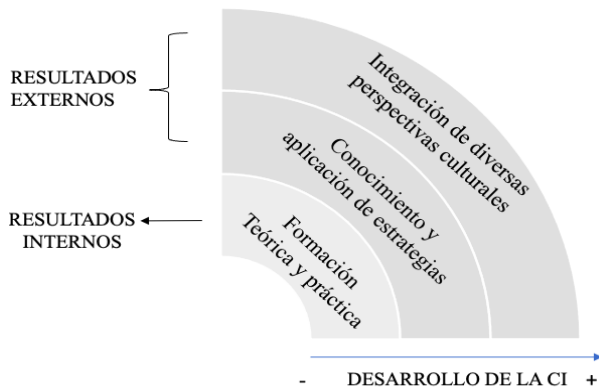 RESULTADOS
EXTERNOS
Integración de diversas
perspectivas culturales
Conocimiento y
aplicación de estrategias
RESULTADOS
INTERNOS
Formación
Teórica y práctica
- DESARROLLO DE LA CI +